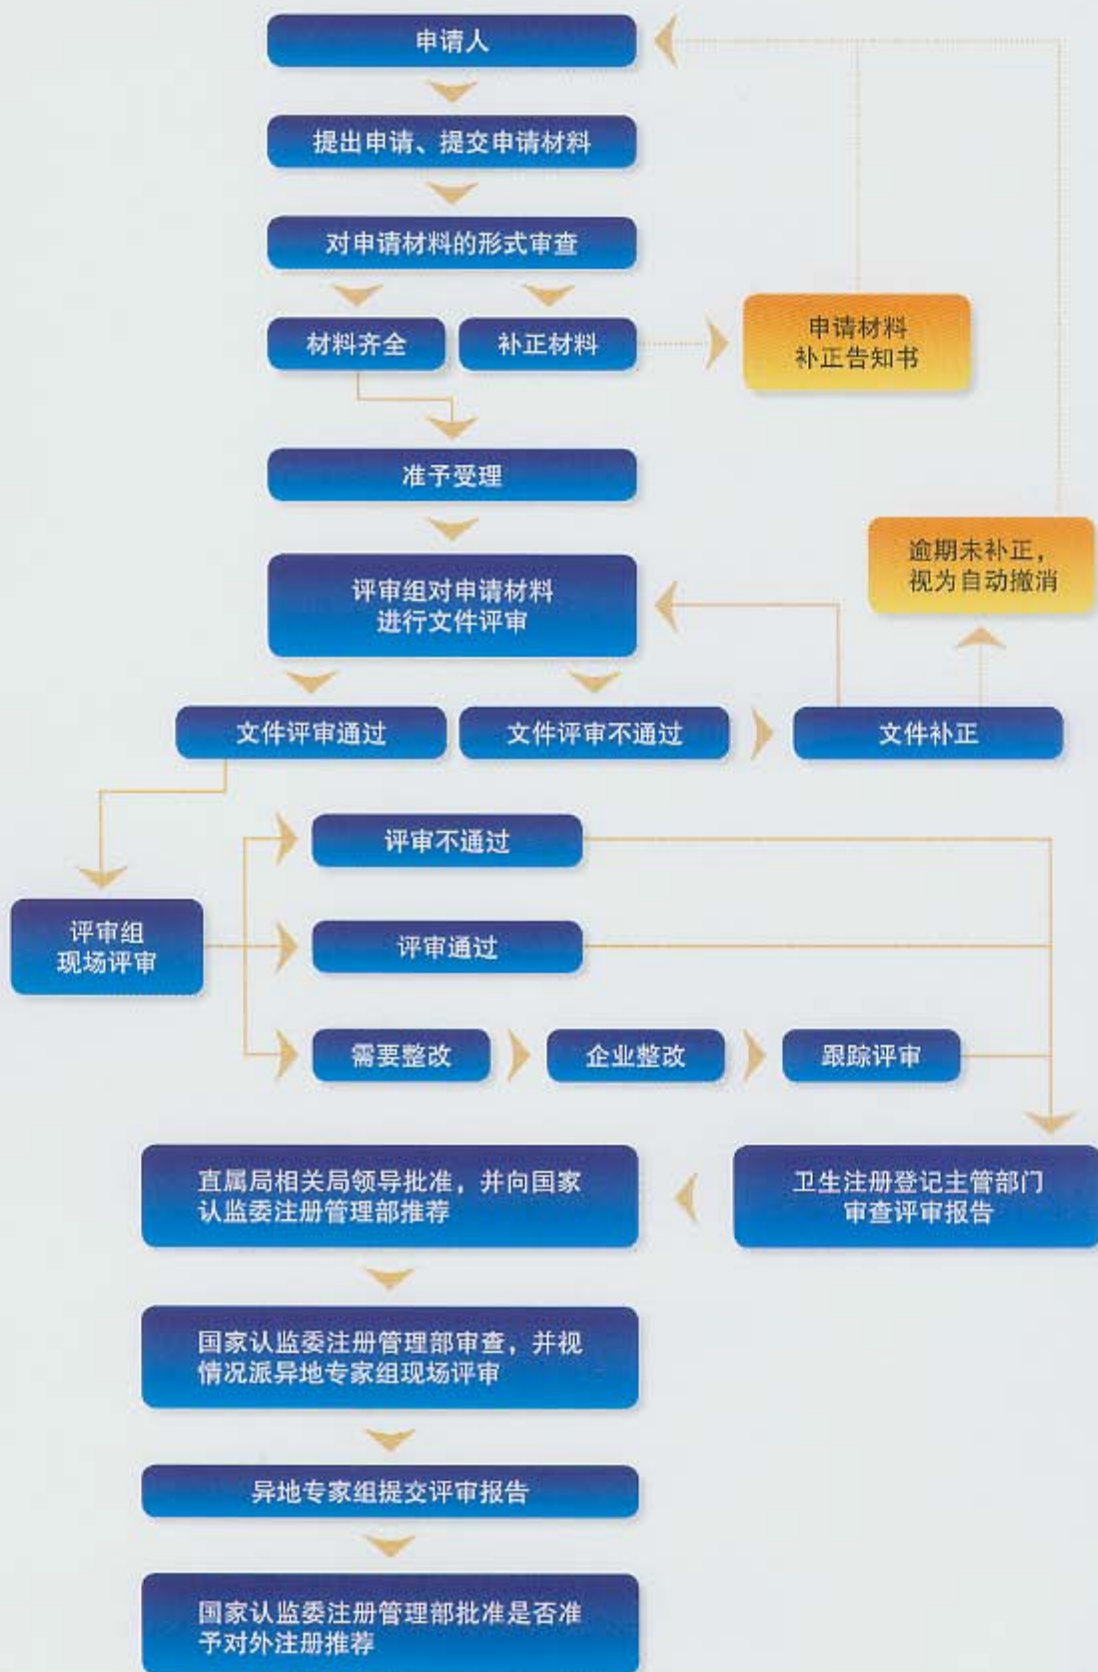 申请人
提出申请、提交申请材料
对申请材料的形式审查
材料齐全
补正材料
申请材料
补正告知书
准予受理
评审组对申请材料
进行文件评审
逾期未补正，
视为自动撤消
文件评审通过
文件评审不通过
文件补正
评审不通过
评审组
现场评审
评审通过
需要整改
企业整改
跟踪评审
直属局相关局领导批准，并向国家
认监委注册管理部推荐
卫生注册登记主管部门
审查评审报告
国家认监委注册管理部审查，并视
情况派异地专家组现场评审
异地专家组提交评审报告
国家认监委注册管理部批准是否准
予对外注册推荐